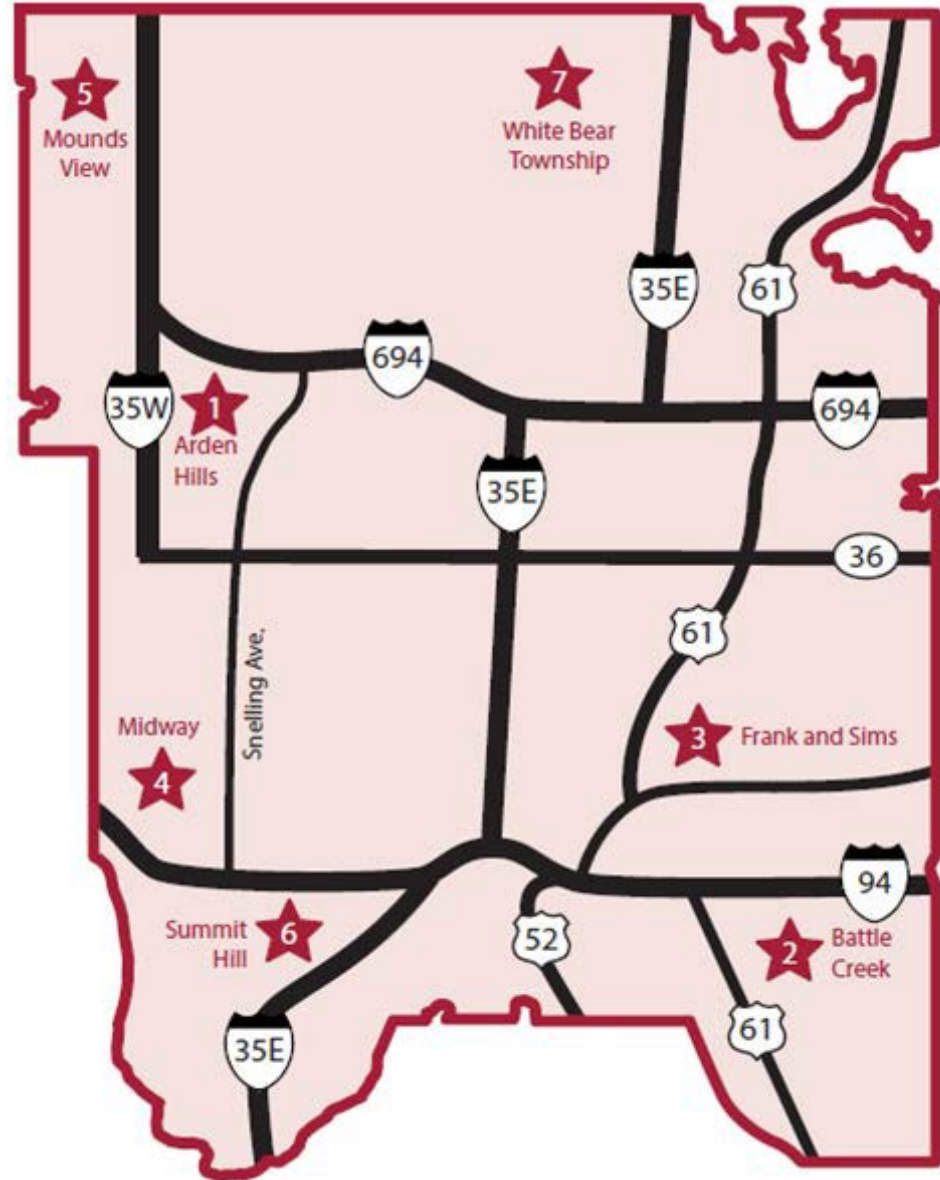 5
Mounds
View
7
White Bear
Township
35E
61
694
35W
1
Arden
Hills
694
35E
36
61
Snelling Ave.
Midway
4
3
Frank and Sims
94
Summit
Hill
6
52
2
Battle
Creek
61
35E